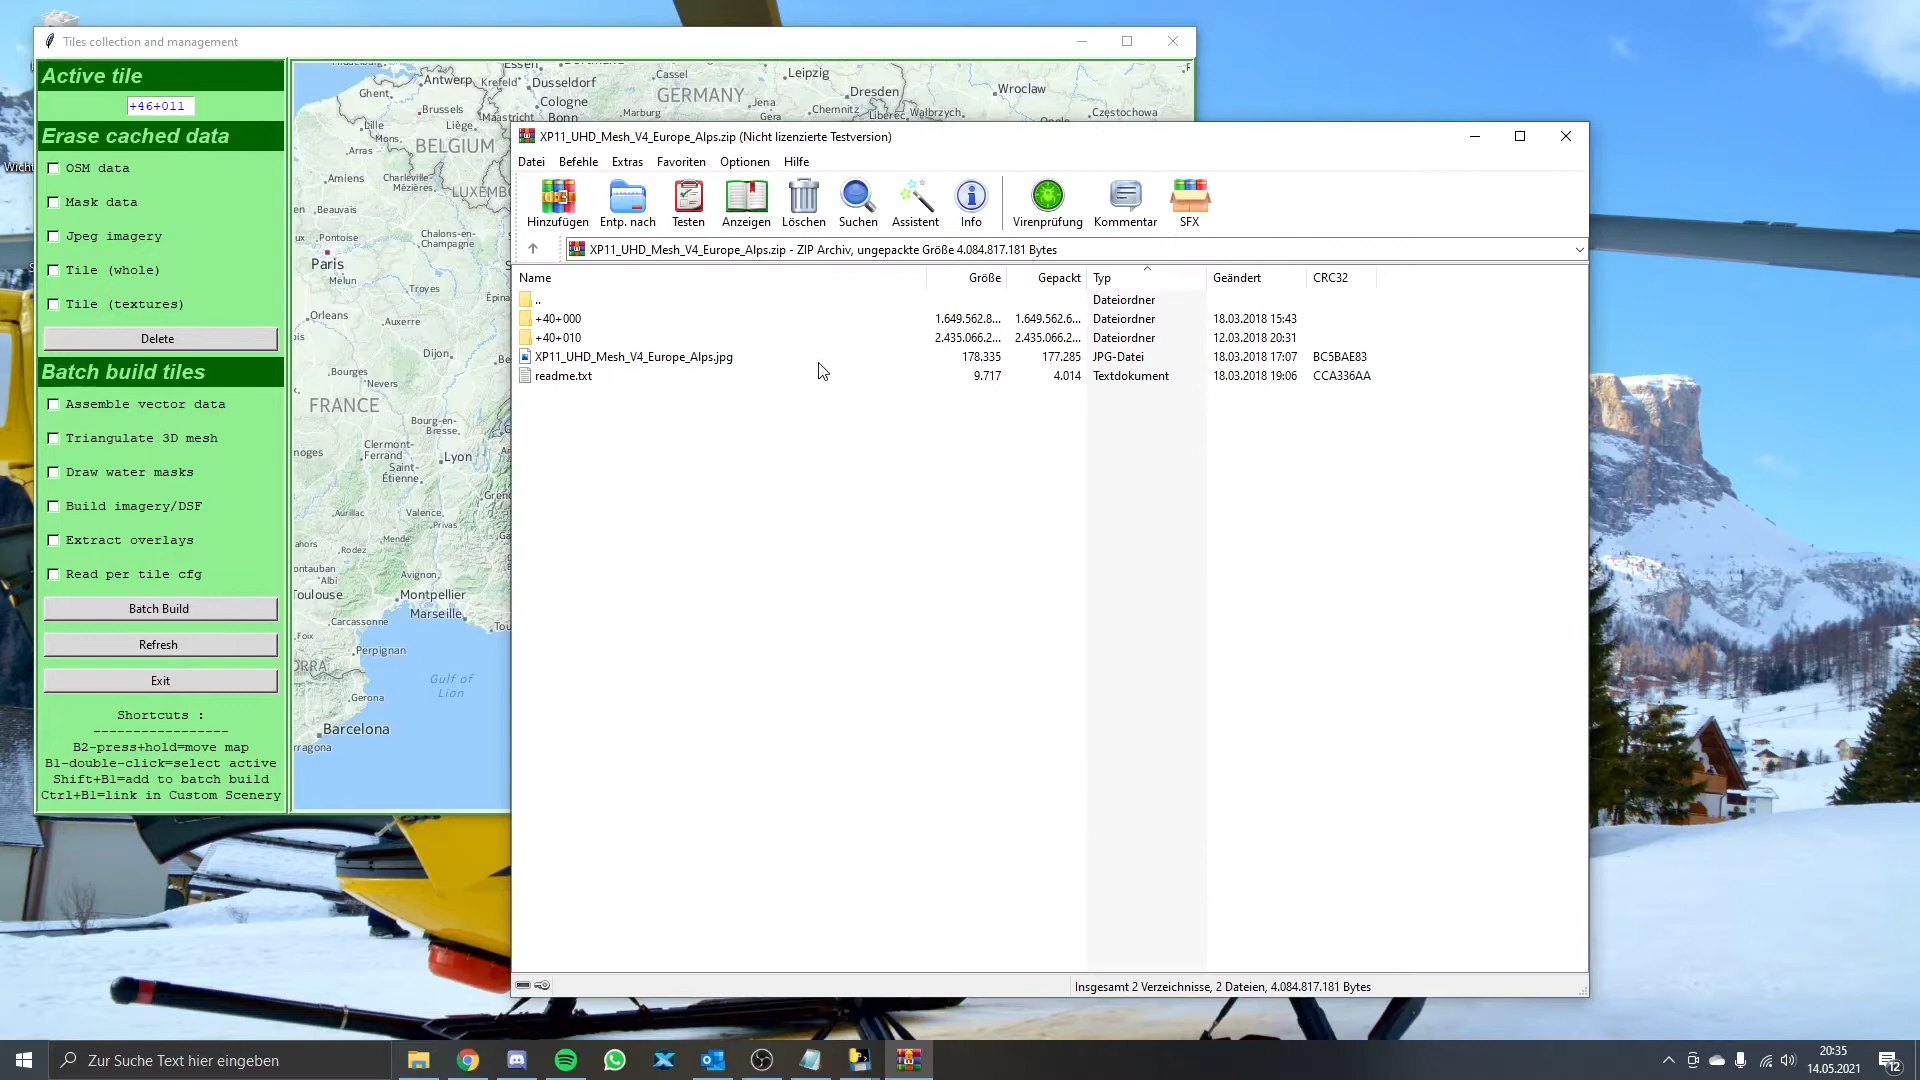 Tiles collection and management
Active tile
+46+011
Erase cached data
OSM data
Mask data
Jpeg imagery
Tile (whole)
Tile (textures)
Delete
Batch build tiles
Assemble vector data
Triangulate 3D mesh
Draw water masks
Build imagery/DSF
Extract overlays
Read per tile cfg
Batch Build
Refresh
Exit
Shortcuts :
-----------------
B2-press+hold=move map
B1-double-click=select active
Shift+B1=add to batch build
Ctrl+B1=link in Custom Scenery
Essen
Cassel
Leipzig
Antwerp
Krefeld
Dusseldorf
Ghent
GERMANY
Jena
Dresden
Wroclaw
Cologne
Brussels
Bonn
Marburg
Chemnitz
Liberec
Walbrzych
Częstochowa
Lille
Liège
Maastricht
Mons
Arras
BELGIUM
Amiens
Charleville-
Mézières
LUXEMB
Beauvais
Pontoise
Chalons-en-
Champagne
Paris
Melun
Troyes
Épina
Orleans
Auxerre
Dijon
Bourges
Nevers
FRANCE
Bourg-en-
Bresse
Clermont-
Ferrand
noges
Lyon
Saint-
Étienne
Gren
Aurillac
Valence
Privas
ahors
Rodez
Mende
ontauban
Albi
Avignon
Toulouse
Montpellier
Marseille
Tou
Carcassonne
Foix
Perpignan
ORRA
Gulf of
Lion
Gerona
Barcelona
rragona
XP11_UHD_Mesh_V4_Europe_Alps.zip (Nicht lizenzierte Testversion)
Datei Befehle Extras Favoriten Optionen Hilfe
Hinzufügen Entp. nach Testen Anzeigen Löschen Suchen Assistent Info Virenprüfung Kommentar SFX
XP11_UHD_Mesh_V4_Europe_Alps.zip - ZIP Archiv, ungepackte Größe 4.084.817.181 Bytes
Name Größe Gepackt Typ Geändert CRC32
.. Dateiordner
+40+000 1.649.562.8... 1.649.562.6... Dateiordner 18.03.2018 15:43
+40+010 2.435.066.2... 2.435.066.2... Dateiordner 12.03.2018 20:31
XP11_UHD_Mesh_V4_Europe_Alps.jpg 178.335 177.285 JPG-Datei 18.03.2018 17:07 BC5BAE83
readme.txt 9.717 4.014 Textdokument 18.03.2018 19:06 CCA336AA
Insgesamt 2 Verzeichnisse, 2 Dateien, 4.084.817.181 Bytes
Zur Suche Text hier eingeben
20:35
14.05.2021
12